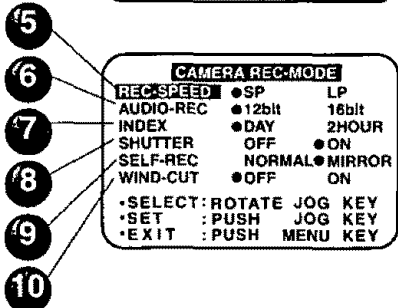 5
6
7
8
9
10
CAMERA REC-MODE
REC-SPEED ●SP LP
AUDIO-REC ●12bit 16bit
INDEX ●DAY 2HOUR
SHUTTER OFF ●ON
SELF-REC NORMAL●MIRROR
WIND-CUT ●OFF ON
•SELECT:ROTATE JOG KEY
•SET :PUSH JOG KEY
•EXIT :PUSH MENU KEY